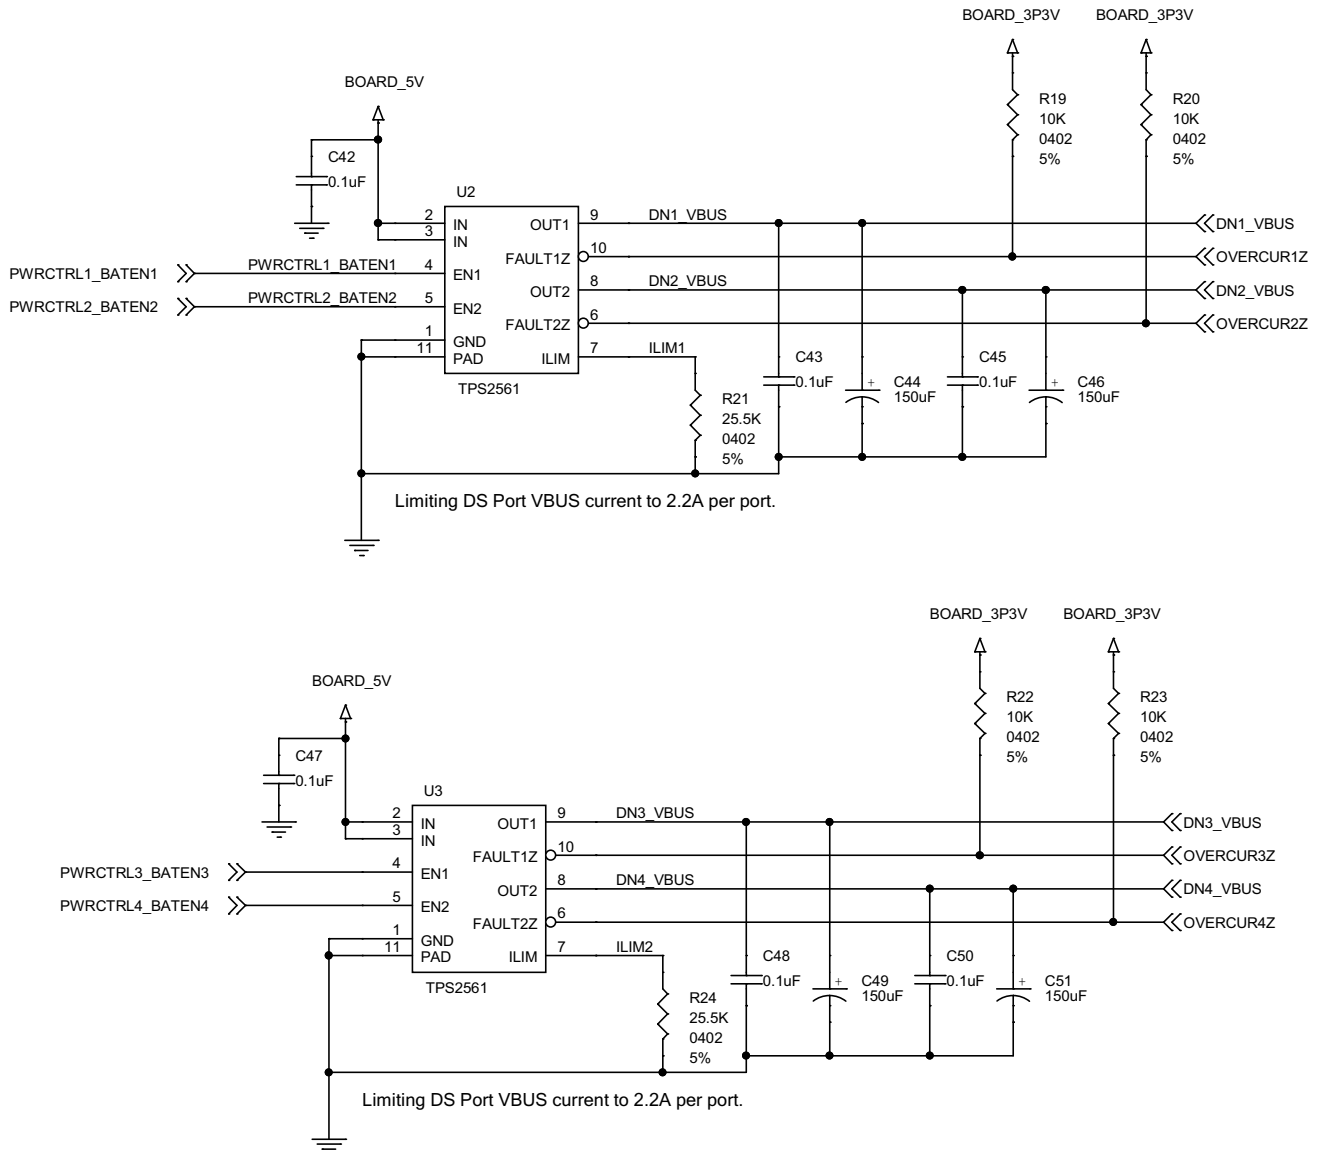 BOARD_3P3V BOARD_3P3V
BOARD_5V
R19
10K
0402
5%
R20
10K
0402
5%
C42
0.1uF
U2
2 IN
3 IN
4 EN1
5 EN2
1 GND
11 PAD
OUT1 9
FAULT1Z 10
OUT2 8
FAULT2Z 6
ILIM 7
TPS2561
PWRCTRL1_BATEN1 PWRCTRL1_BATEN1
PWRCTRL2_BATEN2 PWRCTRL2_BATEN2
DN1_VBUS DN1_VBUS
OVERCUR1Z
DN2_VBUS DN2_VBUS
OVERCUR2Z
ILIM1
R21
25.5K
0402
5%
C43
0.1uF
+
C44
150uF
C45
0.1uF
+
C46
150uF
Limiting DS Port VBUS current to 2.2A per port.
BOARD_3P3V BOARD_3P3V
BOARD_5V
R22
10K
0402
5%
R23
10K
0402
5%
C47
0.1uF
U3
2 IN
3 IN
4 EN1
5 EN2
1 GND
11 PAD
OUT1 9
FAULT1Z 10
OUT2 8
FAULT2Z 6
ILIM 7
TPS2561
PWRCTRL3_BATEN3
PWRCTRL4_BATEN4
DN3_VBUS DN3_VBUS
OVERCUR3Z
DN4_VBUS DN4_VBUS
OVERCUR4Z
ILIM2
R24
25.5K
0402
5%
C48
0.1uF
+
C49
150uF
C50
0.1uF
+
C51
150uF
Limiting DS Port VBUS current to 2.2A per port.